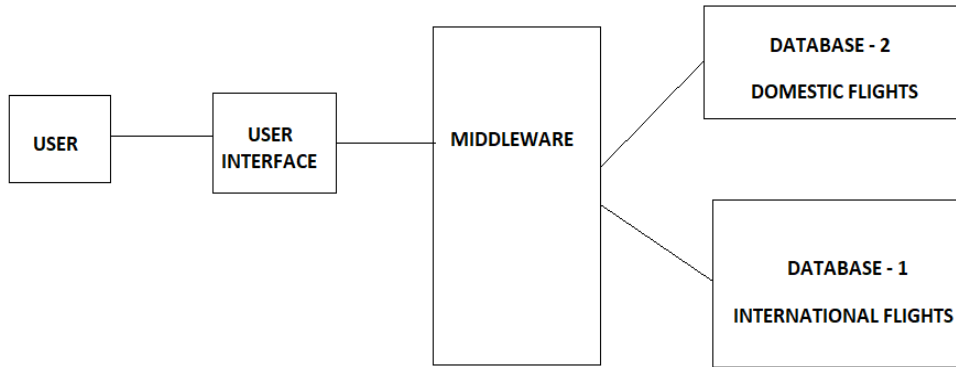 USER
USER
INTERFACE
MIDDLEWARE
DATABASE - 2
DOMESTIC FLIGHTS
DATABASE - 1
INTERNATIONAL FLIGHTS